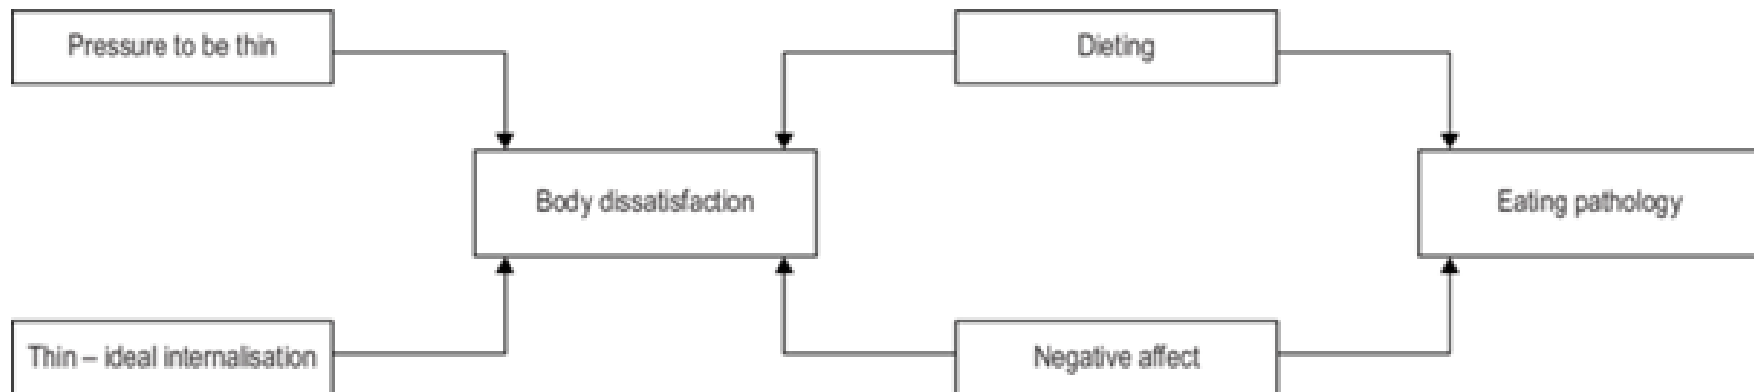 Pressure to be thin
Dieting
Body dissatisfaction
Eating pathology
Thin – ideal internalisation
Negative affect